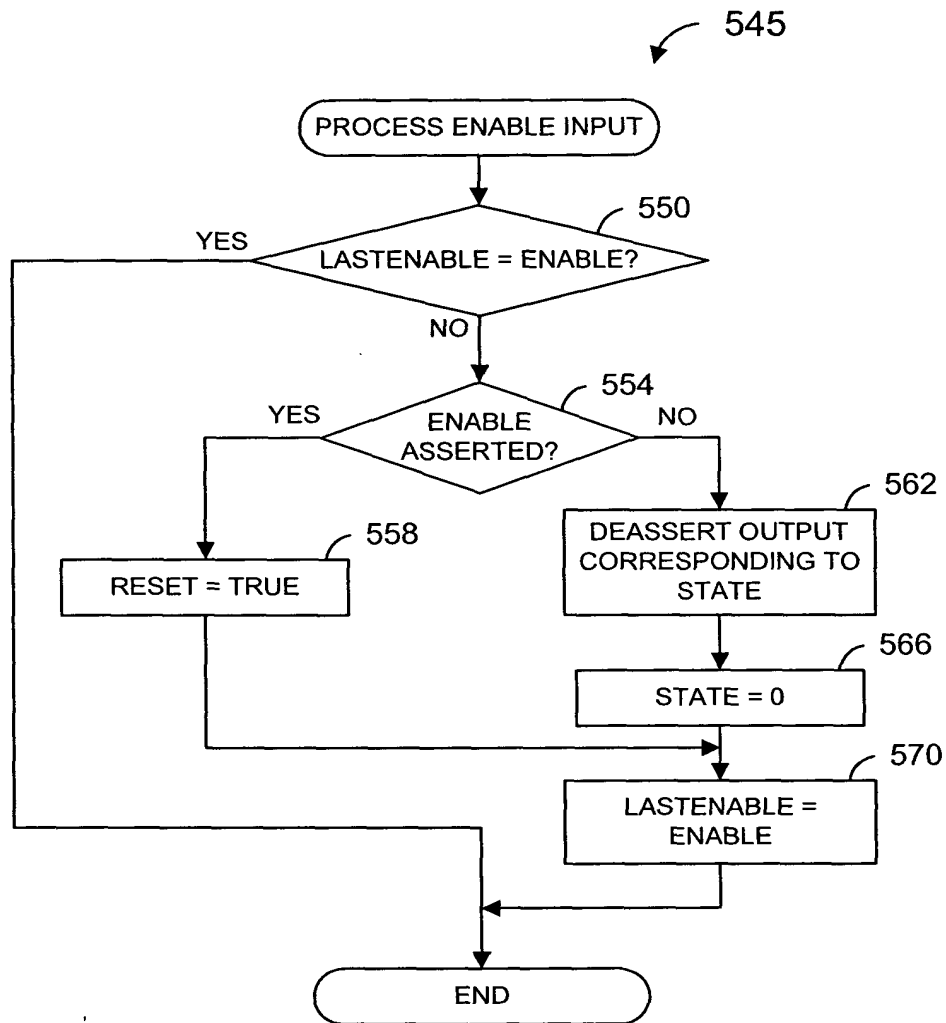 545
PROCESS ENABLE INPUT
550
YES
LASTENABLE = ENABLE?
NO
554
YES
ENABLE
ASSERTED?
NO
562
DEASSERT OUTPUT
CORRESPONDING TO
STATE
558
RESET = TRUE
566
STATE = 0
570
LASTENABLE =
ENABLE
END